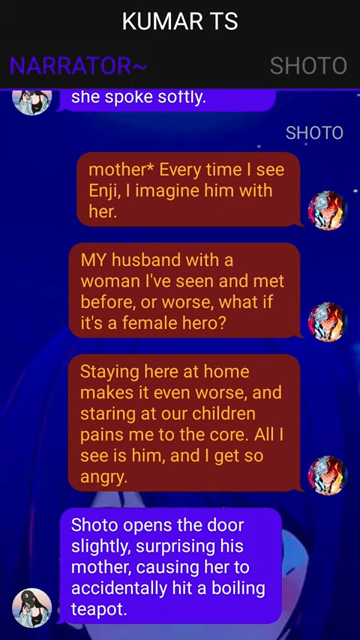 KUMAR TS
NARRATOR~
SHOTO
she spoke softly.
SHOTO
mother* Every time I see
Enji, I imagine him with
her.
MY husband with a
woman I've seen and met
before, or worse, what if
it's a female hero?
Staying here at home
makes it even worse, and
staring at our children
pains me to the core. All I
see is him, and I get so
angry.
Shoto opens the door
slightly, surprising his
mother, causing her to
accidentally hit a boiling
teapot.